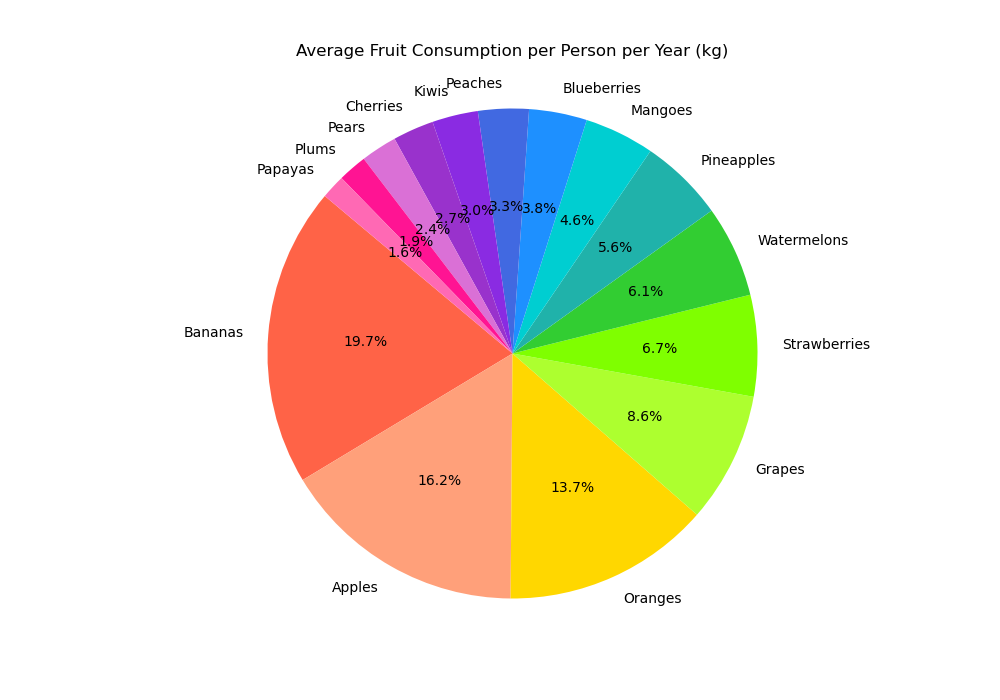 Average Fruit Consumption per Person per Year (kg)
Bananas
19.7%
Apples
16.2%
Oranges
13.7%
Grapes
8.6%
Strawberries
6.7%
Watermelons
6.1%
Pineapples
5.6%
Mangoes
4.6%
Blueberries
3.8%
Peaches
3.3%
Kiwis
3.0%
Cherries
2.7%
Pears
2.4%
Plums
1.9%
Papayas
1.6%